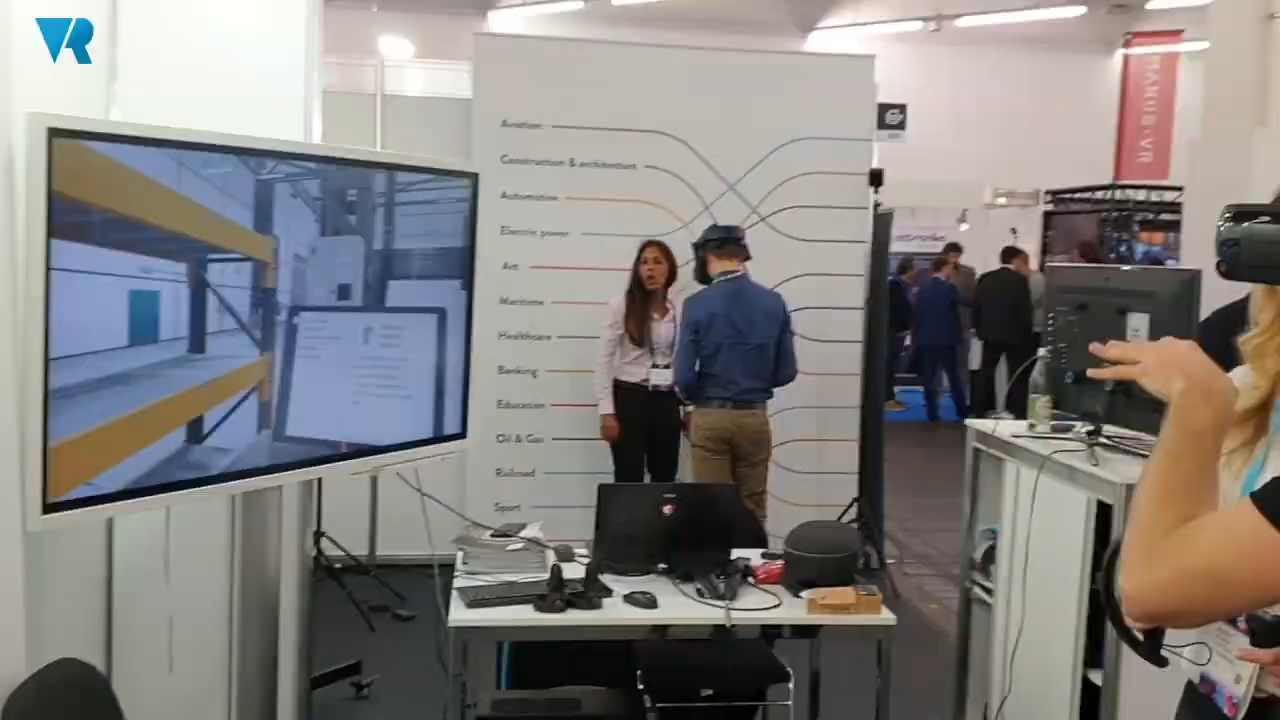 VR
Aviation
Construction & architecture
Automotive
Electric power
Art
Maritime
Healthcare
Banking
Education
Oil & Gas
Railroad
Sport
MANUS-VR